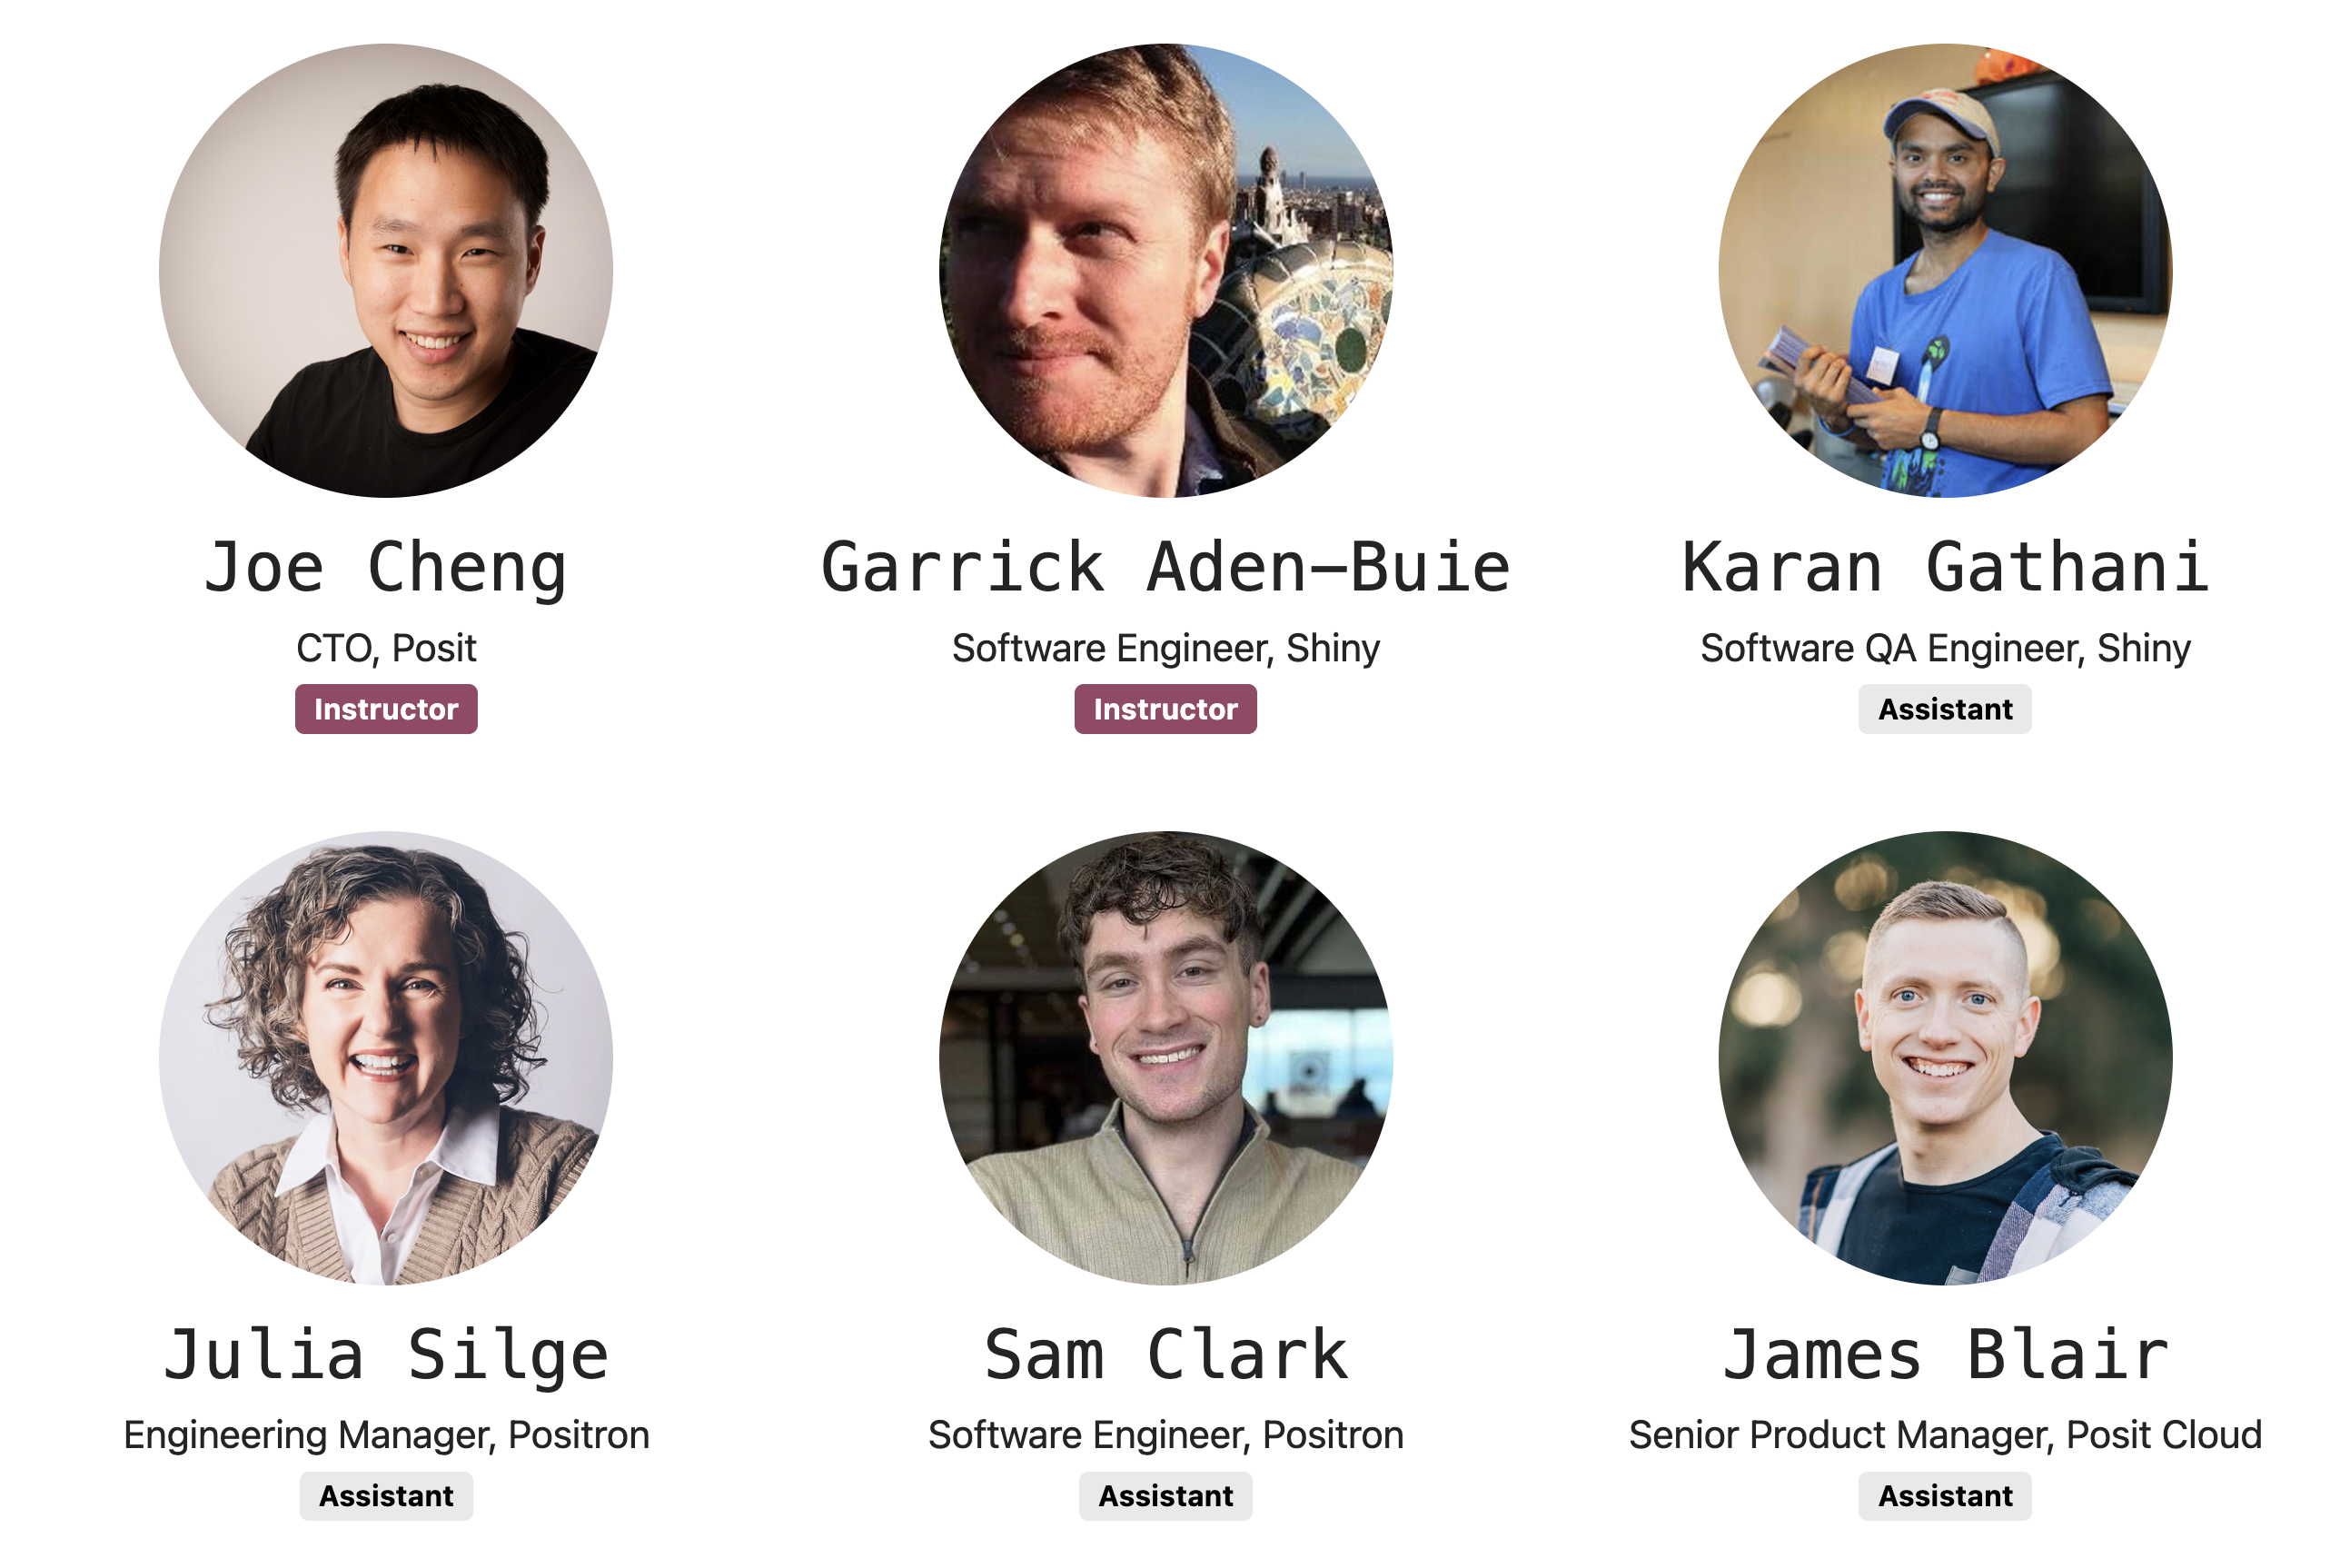 Joe Cheng
CTO, Posit
Instructor
Garrick Aden-Buie
Software Engineer, Shiny
Instructor
Karan Gathani
Software QA Engineer, Shiny
Assistant
Julia Silge
Engineering Manager, Positron
Assistant
Sam Clark
Software Engineer, Positron
Assistant
James Blair
Senior Product Manager, Posit Cloud
Assistant